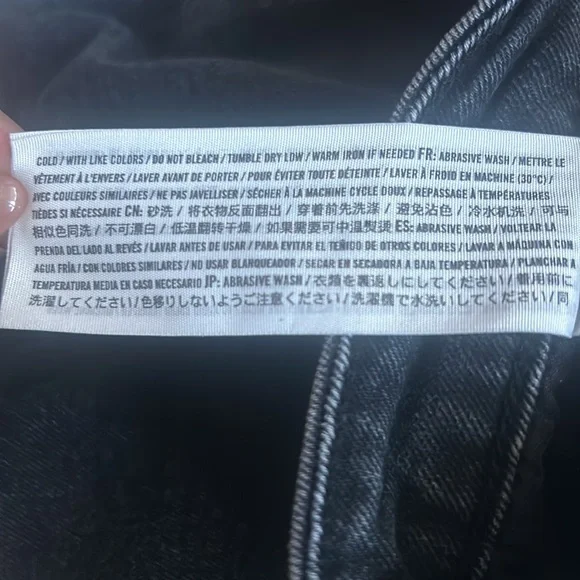 COLD / WITH LIKE COLORS / DO NOT BLEACH / TUMBLE DRY LOW / WARM IRON IF NEEDED FR: ABRASIVE WASH / METTRE LE
VÊTEMENT À L'ENVERS / LAVER AVANT DE PORTER / POUR ÉVITER TOUTE DÉTEINTE / LAVER À FROID EN MACHINE (30°C) /
AVEC COULEURS SIMILAIRES / NE PAS JAVELLISER / SÉCHER À LA MACHINE CYCLE DOUX / REPASSAGE À TEMPÉRATURES
TIÈDES SI NÉCESSAIRE CN: 砂洗 / 将衣物反面翻出 / 穿着前先洗涤 / 避免沾色 / 冷水机洗 / 可与
相似色同洗 / 不可漂白 / 低温翻转干燥 / 如果需要可中温熨烫 ES: ABRASIVE WASH / VOLTEAR LA
PRENDA DEL LADO AL REVÉS / LAVAR ANTES DE USAR / PARA EVITAR EL TEÑIDO DE OTROS COLORES / LAVAR A MÁQUINA CON
AGUA FRÍA / CON COLORES SIMILARES / NO USAR BLANQUEADOR / SECAR EN SECADORA A BAJA TEMPERATURA / PLANCHAR A
TEMPERATURA MEDIA EN CASO NECESARIO JP: ABRASIVE WASH / 衣類を裏返しにしてください / 着用前に
洗濯してください / 色移りしないようご注意ください / 洗濯機で水洗いしてください / 同